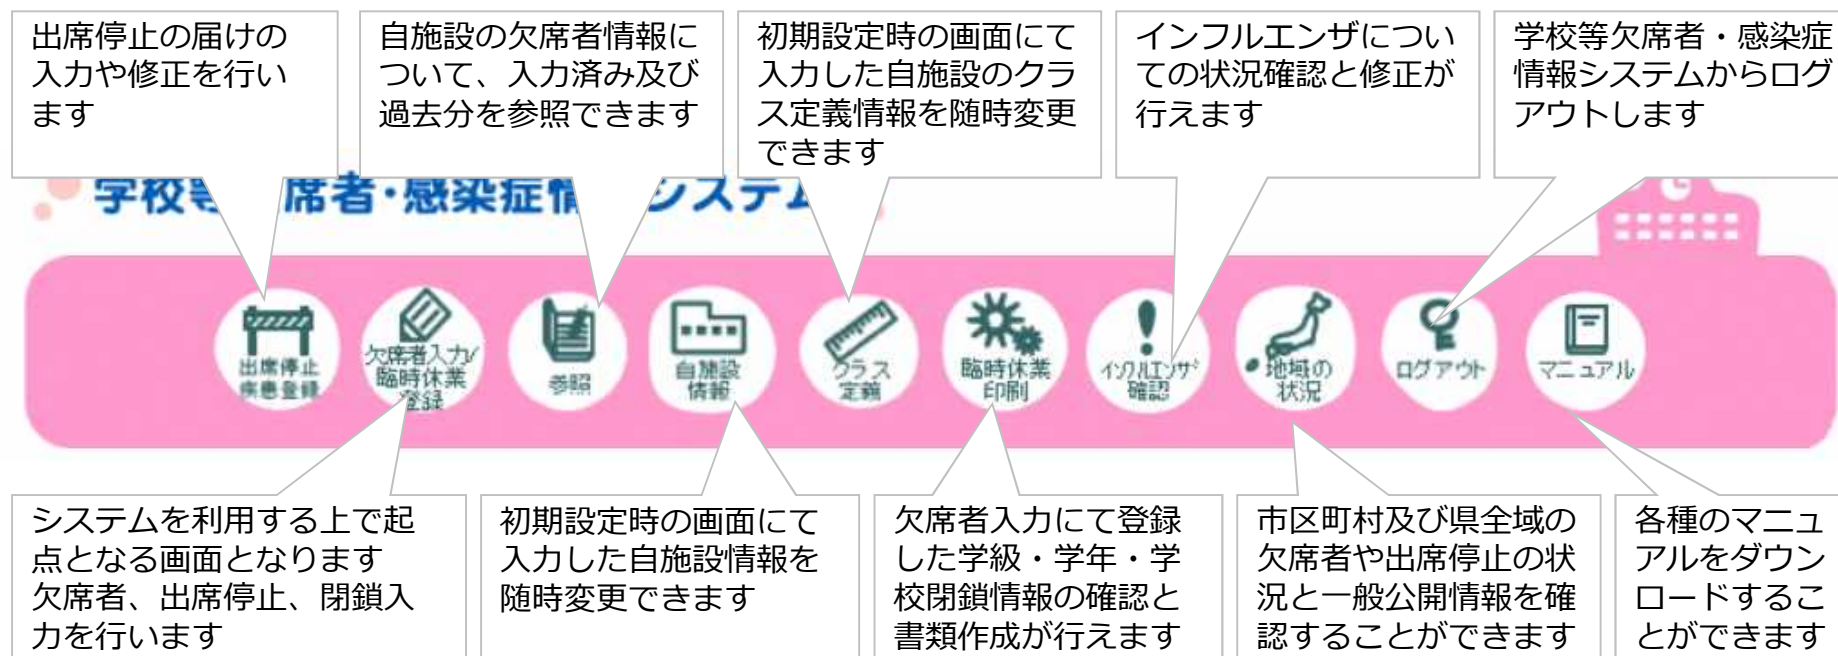 出席停止の届けの
入力や修正を行い
ます
自施設の欠席者情報に
ついて、入力済み及び
過去分を参照できます
初期設定時の画面にて
入力した自施設のクラ
ス定義情報を随時変更
できます
インフルエンザについ
ての状況確認と修正が
行えます
学校等欠席者・感染症
情報システムからログ
アウトします
学校等 席者・感染症情 システム
出席停止
疾患登録
欠席者入力/
臨時休業
登録
参照
自施設
情報
クラス
定義
臨時休業
印刷
インフルエンザ
確認
地域の
状況
ログアウト
マニュアル
システムを利用する上で起
点となる画面となります
欠席者、出席停止、閉鎖入
力を行います
初期設定時の画面にて
入力した自施設情報を
随時変更できます
欠席者入力にて登録
した学級・学年・学
校閉鎖情報の確認と
書類作成が行えます
市区町村及び県全域の
欠席者や出席停止の状
況と一般公開情報を確
認することができます
各種のマニュ
アルをダウン
ロードするこ
とができます